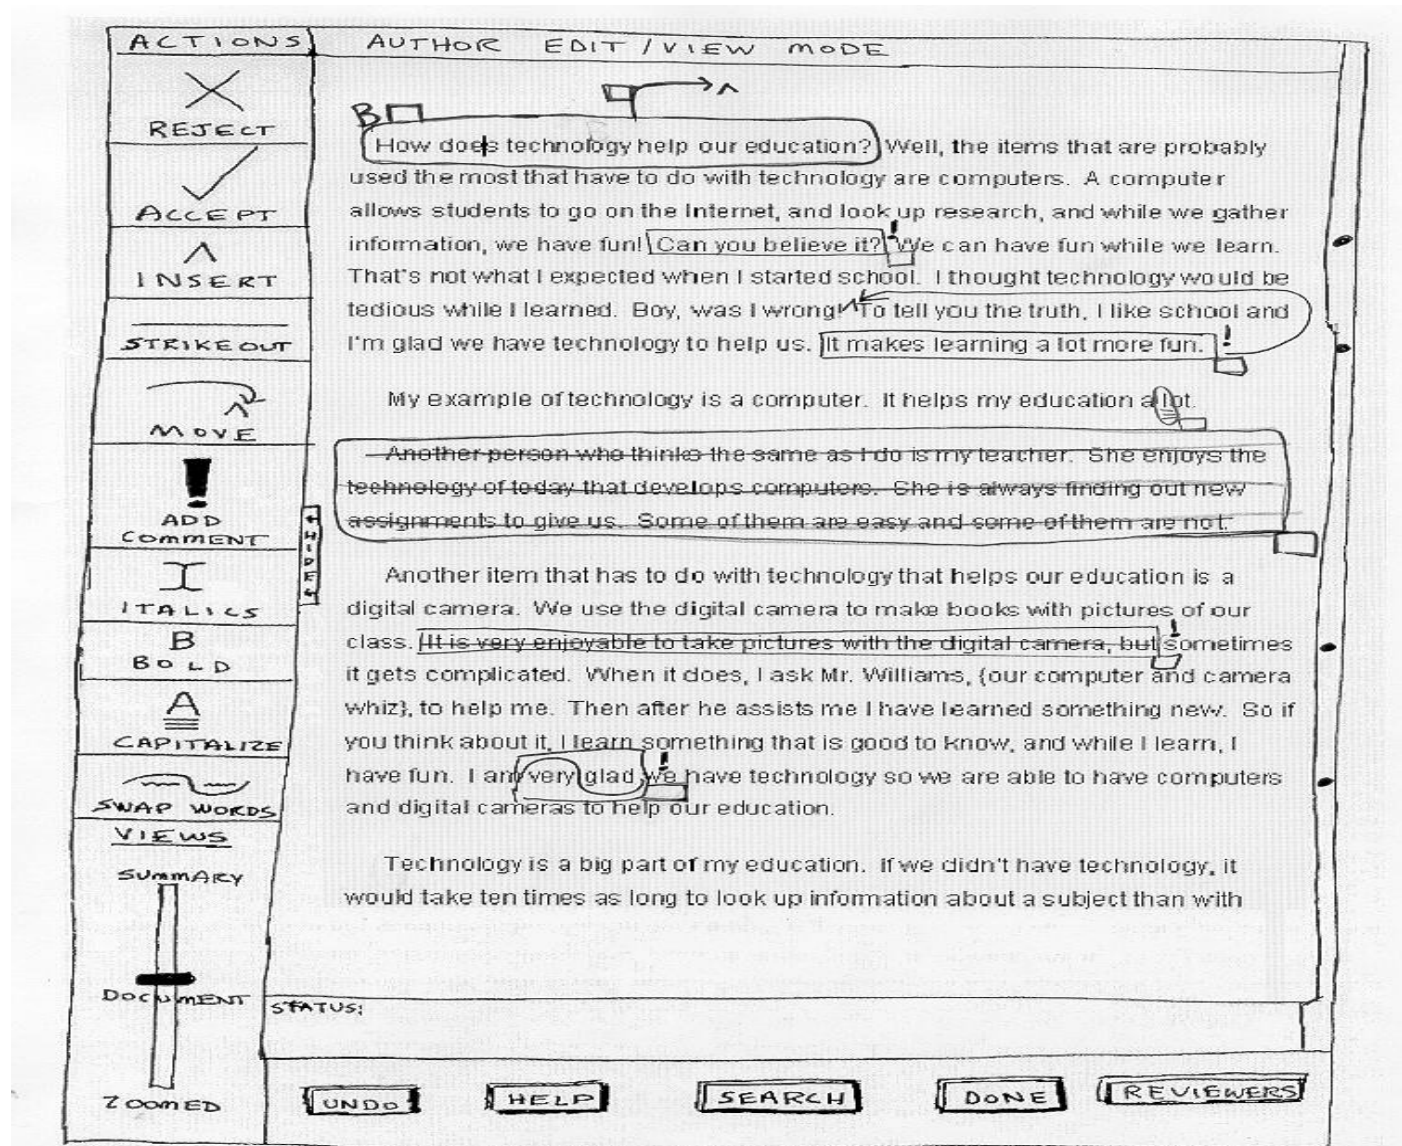 ACTIONS
AUTHOR EDIT / VIEW MODE
REJECT
ACCEPT
INSERT
STRIKEOUT
MOVE
ADD
COMMENT
HIDE
I
ITALICS
B
BOLD
A
CAPITALIZE
SWAP WORDS
VIEWS
SUMMARY
DOCUMENT
ZOOMED
B
How does technology help our education? Well, the items that are probably
used the most that have to do with technology are computers. A computer
allows students to go on the Internet, and look up research, and while we gather
information, we have fun! Can you believe it? We can have fun while we learn.
That's not what I expected when I started school. I thought technology would be
tedious while I learned. Boy, was I wrong! To tell you the truth, I like school and
I'm glad we have technology to help us. It makes learning a lot more fun.
My example of technology is a computer. It helps my education a lot.
Another person who thinks the same as I do is my teacher. She enjoys the
technology of today that develops computers. She is always finding out new
assignments to give us. Some of them are easy and some of them are not.
Another item that has to do with technology that helps our education is a
digital camera. We use the digital camera to make books with pictures of our
class. It is very enjoyable to take pictures with the digital camera, but sometimes
it gets complicated. When it does, I ask Mr. Williams, {our computer and camera
whiz}, to help me. Then after he assists me I have learned something new. So if
you think about it, I learn something that is good to know, and while I learn, I
have fun. I am very glad we have technology so we are able to have computers
and digital cameras to help our education.
Technology is a big part of my education. If we didn't have technology, it
would take ten times as long to look up information about a subject than with
STATUS:
UNDO HELP SEARCH DONE REVIEWERS